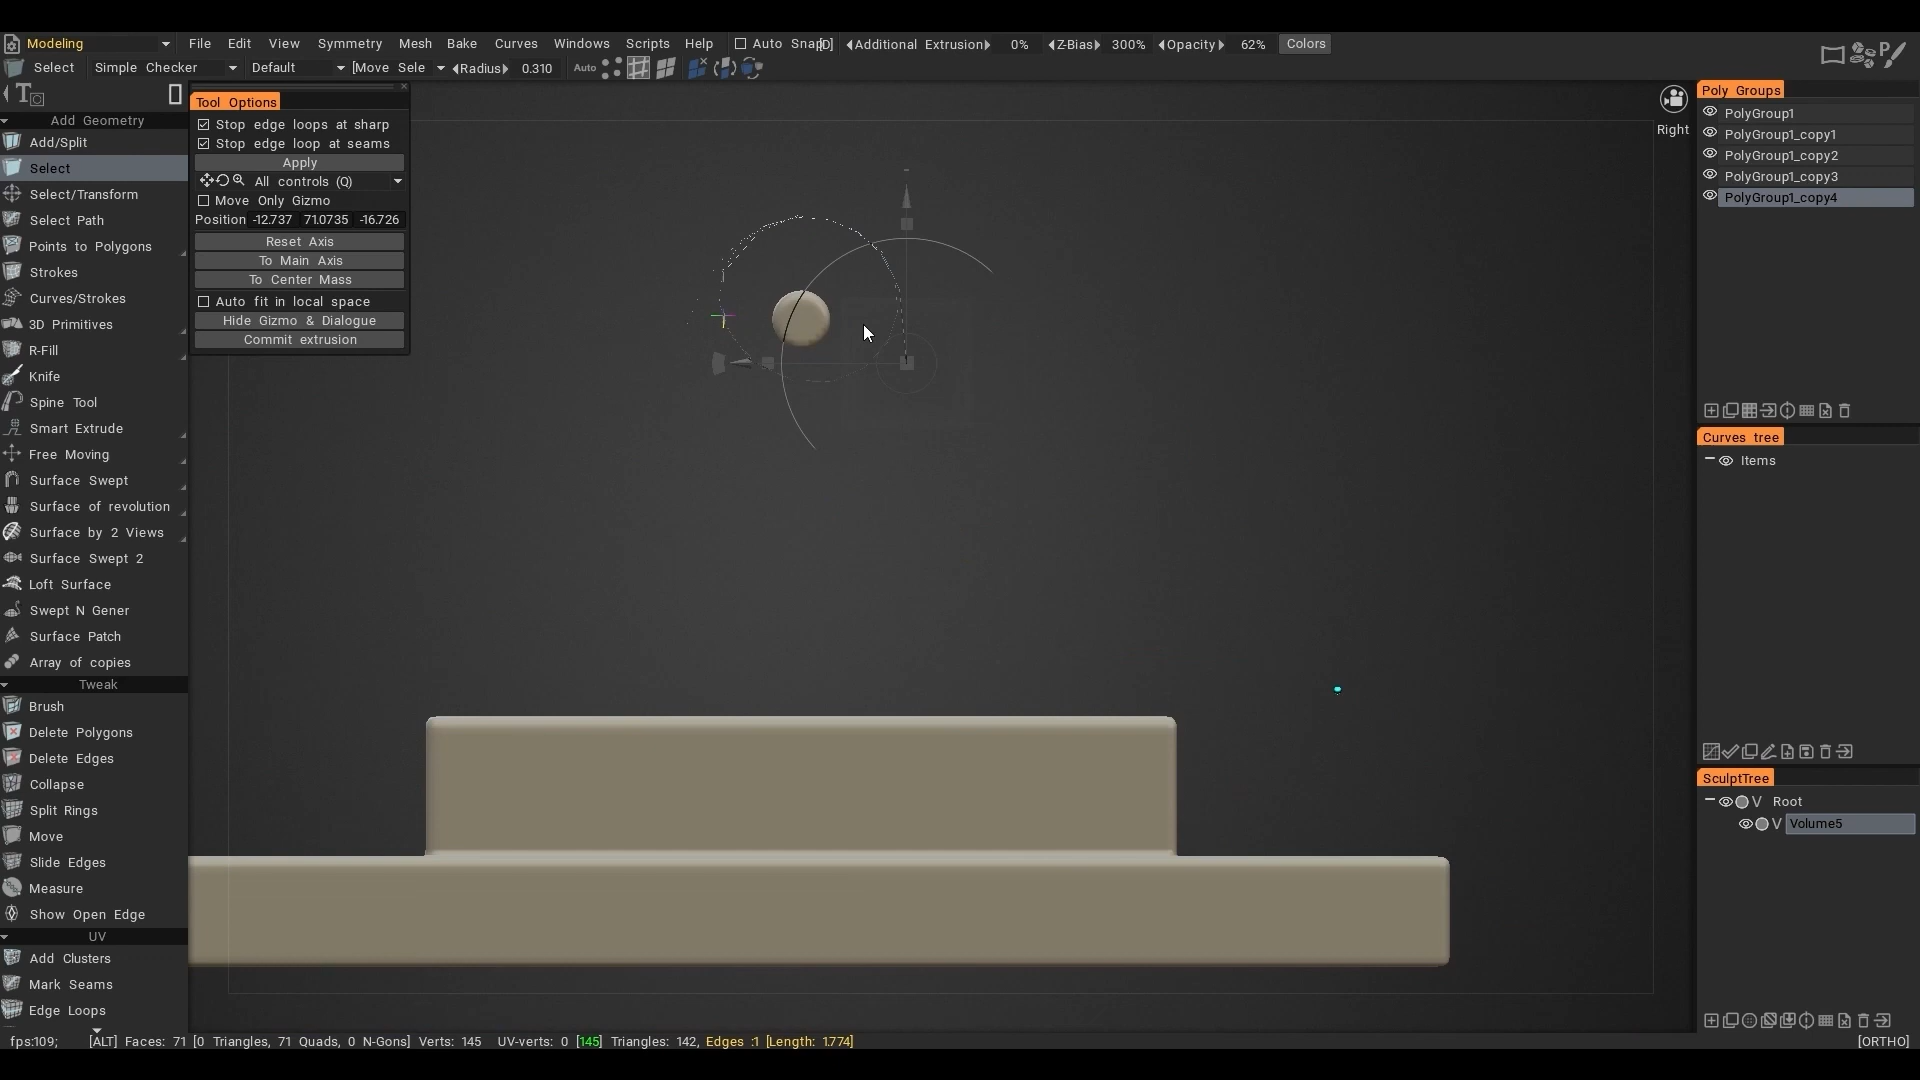 Modeling File Edit View Symmetry Mesh Bake Curves Windows Scripts Help Auto Snap [D] Additional Extrusion 0% Z-Bias 300% Opacity 62% Colors
Select Simple Checker Default [Move Sele Radius 0.310 Auto
Add Geometry
Add/Split
Select
Select/Transform
Select Path
Points to Polygons
Strokes
Curves/Strokes
3D Primitives
R-Fill
Knife
Spine Tool
Smart Extrude
Free Moving
Surface Swept
Surface of revolution
Surface by 2 Views
Surface Swept 2
Loft Surface
Swept N Gener
Surface Patch
Array of copies
Tweak
Brush
Delete Polygons
Delete Edges
Collapse
Split Rings
Move
Slide Edges
Measure
Show Open Edge
UV
Add Clusters
Mark Seams
Edge Loops
Tool Options
Stop edge loops at sharp
Stop edge loop at seams
Apply
All controls (Q)
Move Only Gizmo
Position -12.737 71.0735 -16.726
Reset Axis
To Main Axis
To Center Mass
Auto fit in local space
Hide Gizmo & Dialogue
Commit extrusion
Right
Poly Groups
PolyGroup1
PolyGroup1_copy1
PolyGroup1_copy2
PolyGroup1_copy3
PolyGroup1_copy4
Curves tree
Items
SculptTree
V Root
V Volume5
fps:109; [ALT] Faces: 71 [0 Triangles, 71 Quads, 0 N-Gons] Verts: 145 UV-verts: 0 [145] Triangles: 142, Edges :1 [Length: 1.774] [ORTHO]